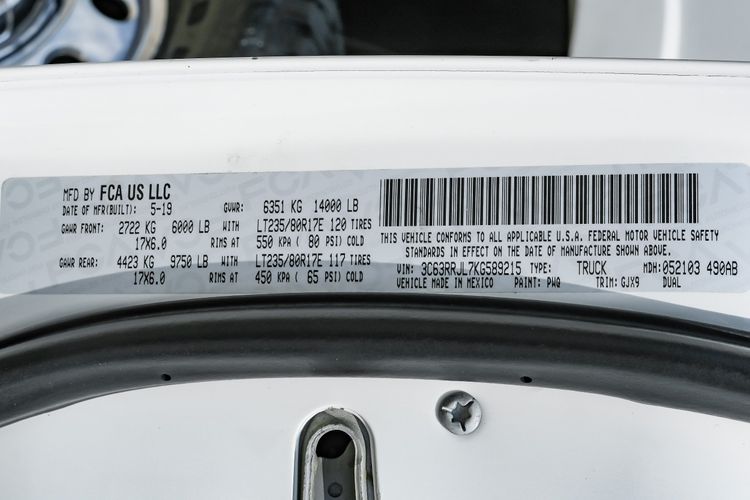 MFD BY FCA US LLC
DATE OF MFR(BUILT): 5-19 GVWR: 6351 KG 14000 LB
GAWR FRONT: 2722 KG 6000 LB WITH LT235/80R17E 120 TIRES
17X6.0 RIMS AT 550 KPA ( 80 PSI) COLD
GAWR REAR: 4423 KG 9750 LB WITH LT235/80R17E 117 TIRES
17X6.0 RIMS AT 450 KPA ( 65 PSI) COLD
THIS VEHICLE CONFORMS TO ALL APPLICABLE U.S.A. FEDERAL MOTOR VEHICLE SAFETY
STANDARDS IN EFFECT ON THE DATE OF MANUFACTURE SHOWN ABOVE.
VIN: 3C63RRJL7KG589215 TYPE: TRUCK MDH: 052103 490AB
VEHICLE MADE IN MEXICO PAINT: PW7 TRIM: GJX9 DUAL